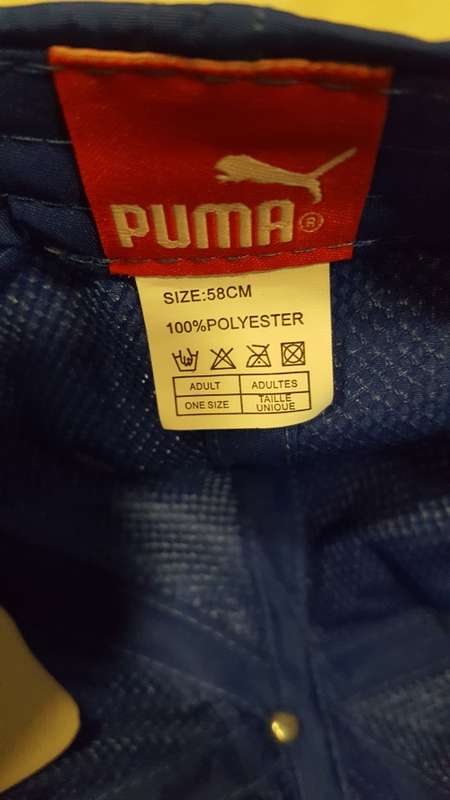 PUMA®
SIZE:58CM
100%POLYESTER
ADULT ADULTES
ONE SIZE TAILLE UNIQUE